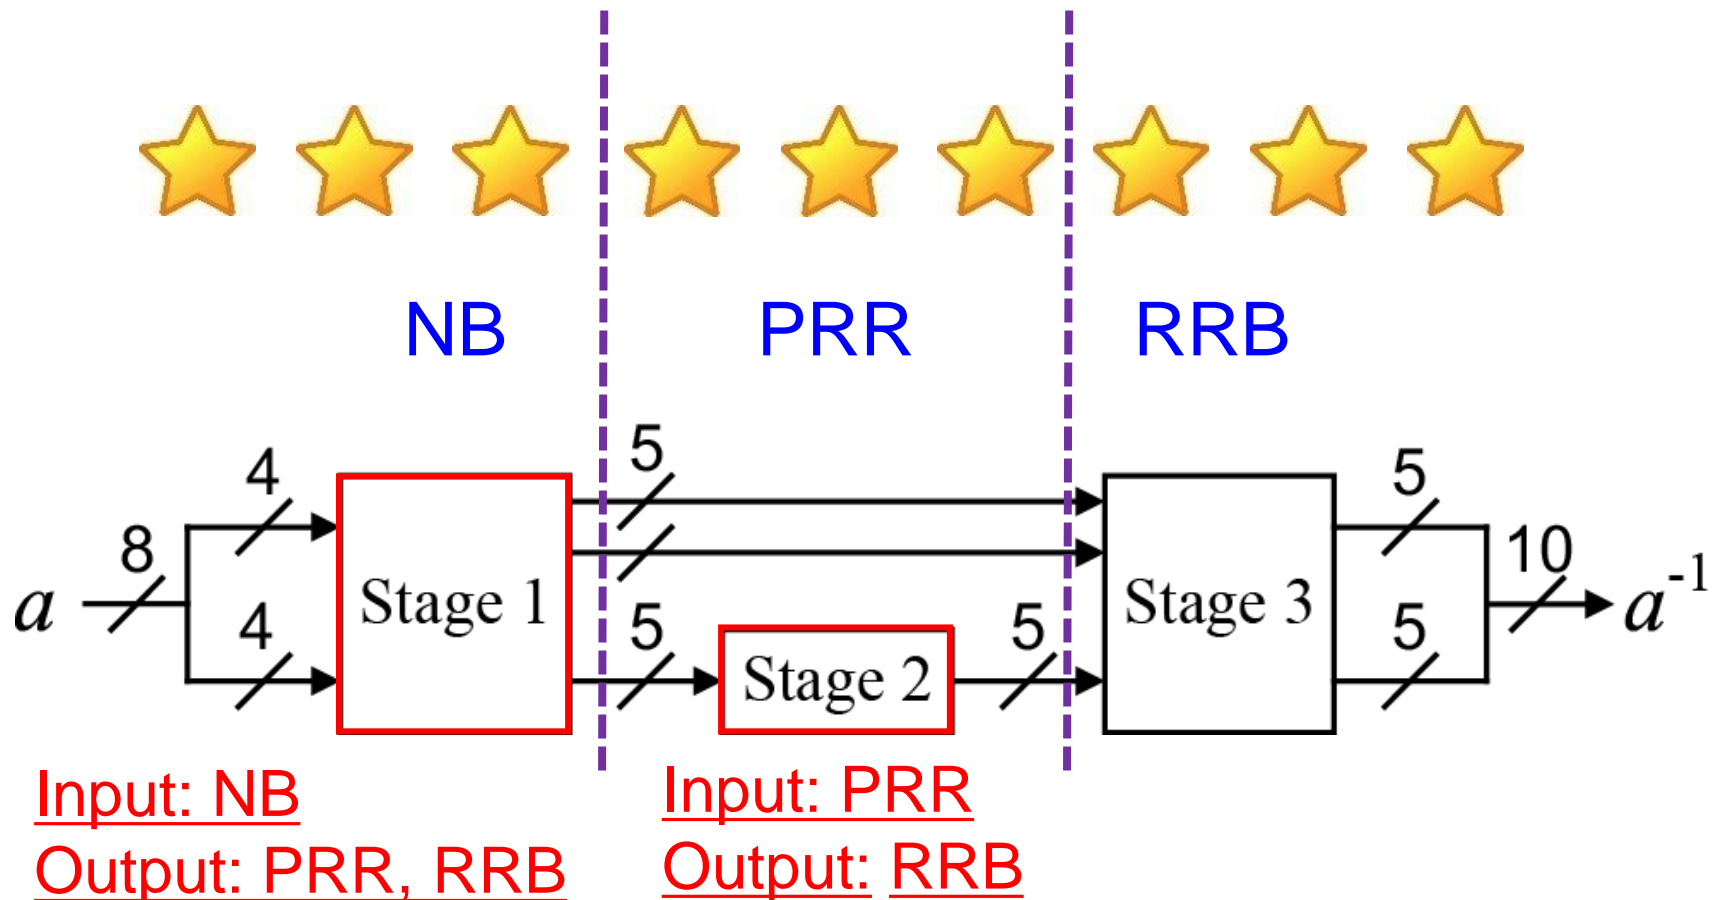 NB PRR RRB
5
4 5
8 10
Stage 1 Stage 3
a a⁻¹
4 5 5 5
Stage 2
Input: NB Input: PRR
Output: PRR, RRB Output: RRB